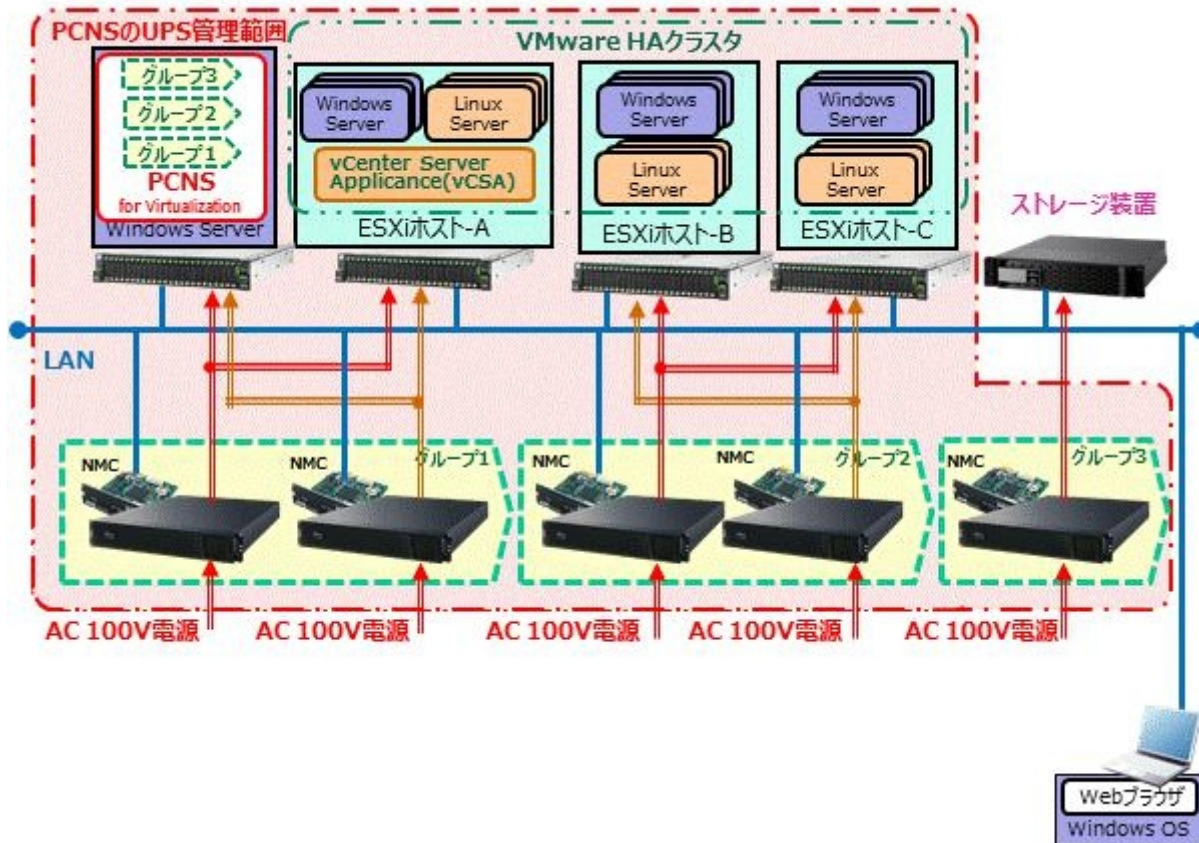 PCNSのUPS管理範囲
VMware HAクラスタ
グループ3
グループ2
グループ1
PCNS
for Virtualization
Windows Server
Windows
Server
Linux
Server
vCenter Server
Applicance(vCSA)
ESXiホスト-A
Windows
Server
Linux
Server
ESXiホスト-B
Windows
Server
Linux
Server
ESXiホスト-C
ストレージ装置
LAN
NMC
NMC
グループ1
NMC
NMC
グループ2
NMC
グループ3
AC 100V電源
AC 100V電源
AC 100V電源
AC 100V電源
AC 100V電源
Webブラウザ
Windows OS